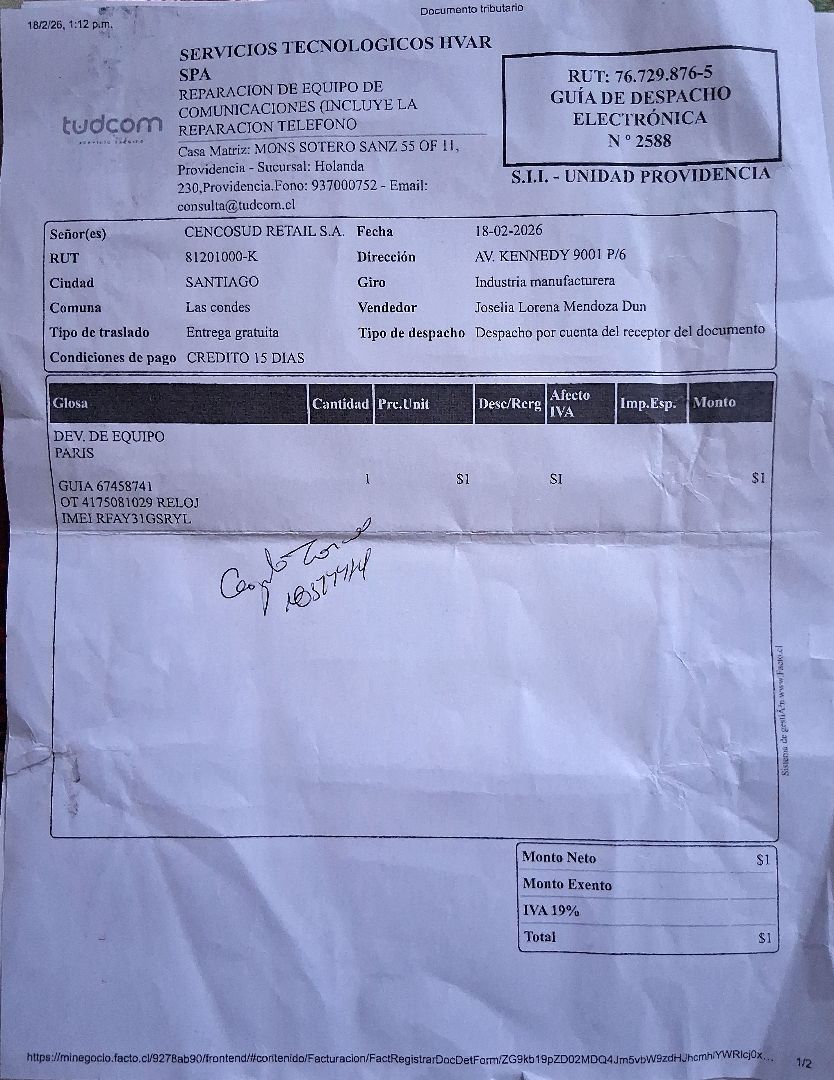 18/2/26, 1:12 p.m.
Documento tributario
tudcom
SERVICIOS TECNOLOGICOS HVAR
SPA
REPARACION DE EQUIPO DE
COMUNICACIONES (INCLUYE LA
REPARACION TELEFONO
Casa Matriz: MONS SOTERO SANZ 55 OF 11,
Providencia - Sucursal: Holanda
230,Providencia.Fono: 937000752 - Email:
consulta@tudcom.cl
RUT: 76.729.876-5
GUÍA DE DESPACHO
ELECTRÓNICA
N º 2588
S.I.I. - UNIDAD PROVIDENCIA
Señor(es) CENCOSUD RETAIL S.A. Fecha 18-02-2026
RUT 81201000-K Dirección AV. KENNEDY 9001 P/6
Ciudad SANTIAGO Giro Industria manufacturera
Comuna Las condes Vendedor Joselia Lorena Mendoza Dun
Tipo de traslado Entrega gratuita Tipo de despacho Despacho por cuenta del receptor del documento
Condiciones de pago CREDITO 15 DIAS
Glosa Cantidad Prc.Unit Desc/Rcrg Afecto IVA Imp.Esp. Monto
DEV. DE EQUIPO
PARIS
GUIA 67458741 1 $1 SI $1
OT 4175081029 RELOJ
IMEI RFAY31GSRYL
Sistema de gestiÃ³n www.Facto.cl
Monto Neto $1
Monto Exento
IVA 19%
Total $1
1/2